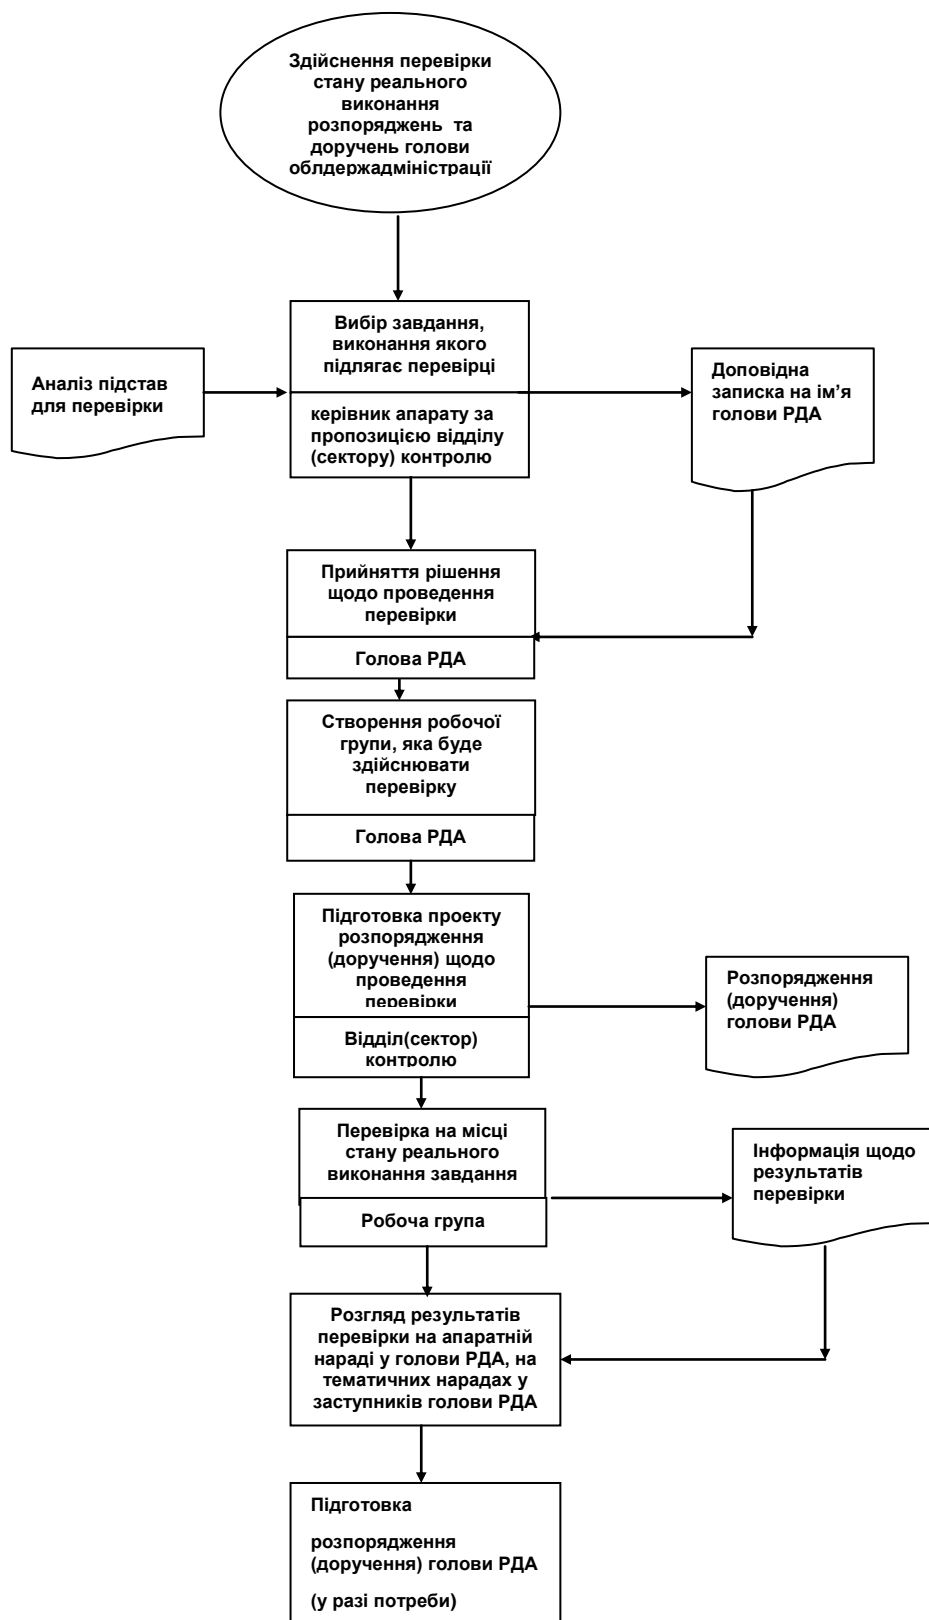 Здійснення перевірки
стану реального
виконання
розпоряджень та
доручень голови
облдержадміністрації
Вибір завдання,
виконання якого
підлягає перевірці
керівник апарату за
пропозицією відділу
(сектору) контролю
Аналіз підстав
для перевірки
Доповідна
записка на ім’я
голови РДА
Прийняття рішення
щодо проведення
перевірки
Голова РДА
Створення робочої
групи, яка буде
здійснювати
перевірку
Голова РДА
Підготовка проекту
розпорядження
(доручення) щодо
проведення
перевірки
Відділ(сектор)
контролю
Розпорядження
(доручення)
голови РДА
Перевірка на місці
стану реального
виконання завдання
Робоча група
Інформація щодо
результатів
перевірки
Розгляд результатів
перевірки на апаратній
нараді у голови РДА, на
тематичних нарадах у
заступників голови РДА
Підготовка
розпорядження
(доручення) голови РДА
(у разі потреби)